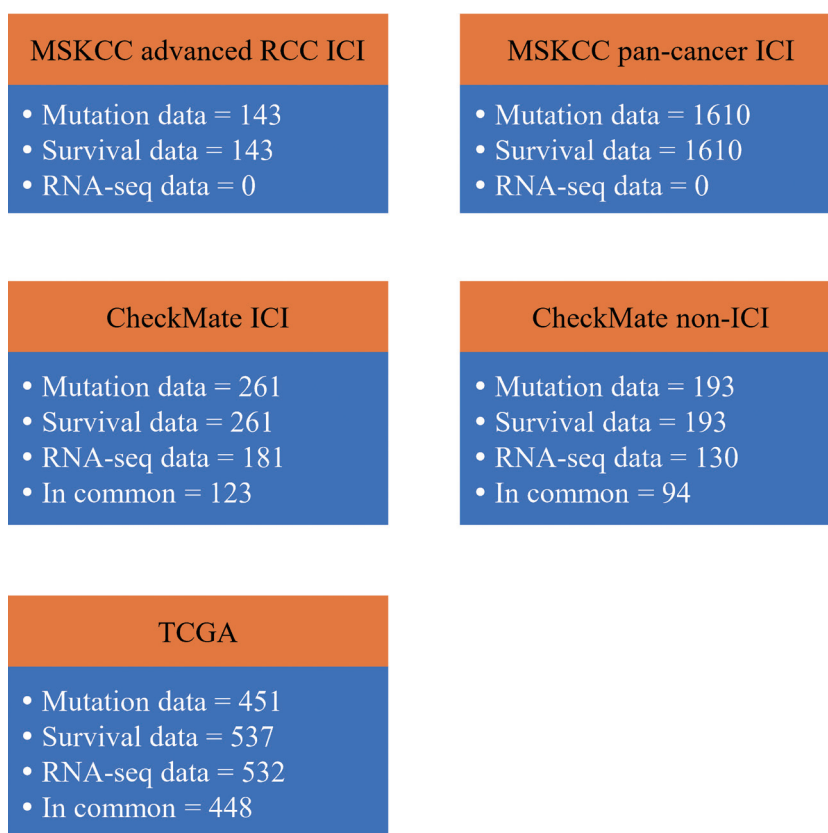 MSKCC advanced RCC ICI
• Mutation data = 143
• Survival data = 143
• RNA-seq data = 0
MSKCC pan-cancer ICI
• Mutation data = 1610
• Survival data = 1610
• RNA-seq data = 0
CheckMate ICI
• Mutation data = 261
• Survival data = 261
• RNA-seq data = 181
• In common = 123
CheckMate non-ICI
• Mutation data = 193
• Survival data = 193
• RNA-seq data = 130
• In common = 94
TCGA
• Mutation data = 451
• Survival data = 537
• RNA-seq data = 532
• In common = 448